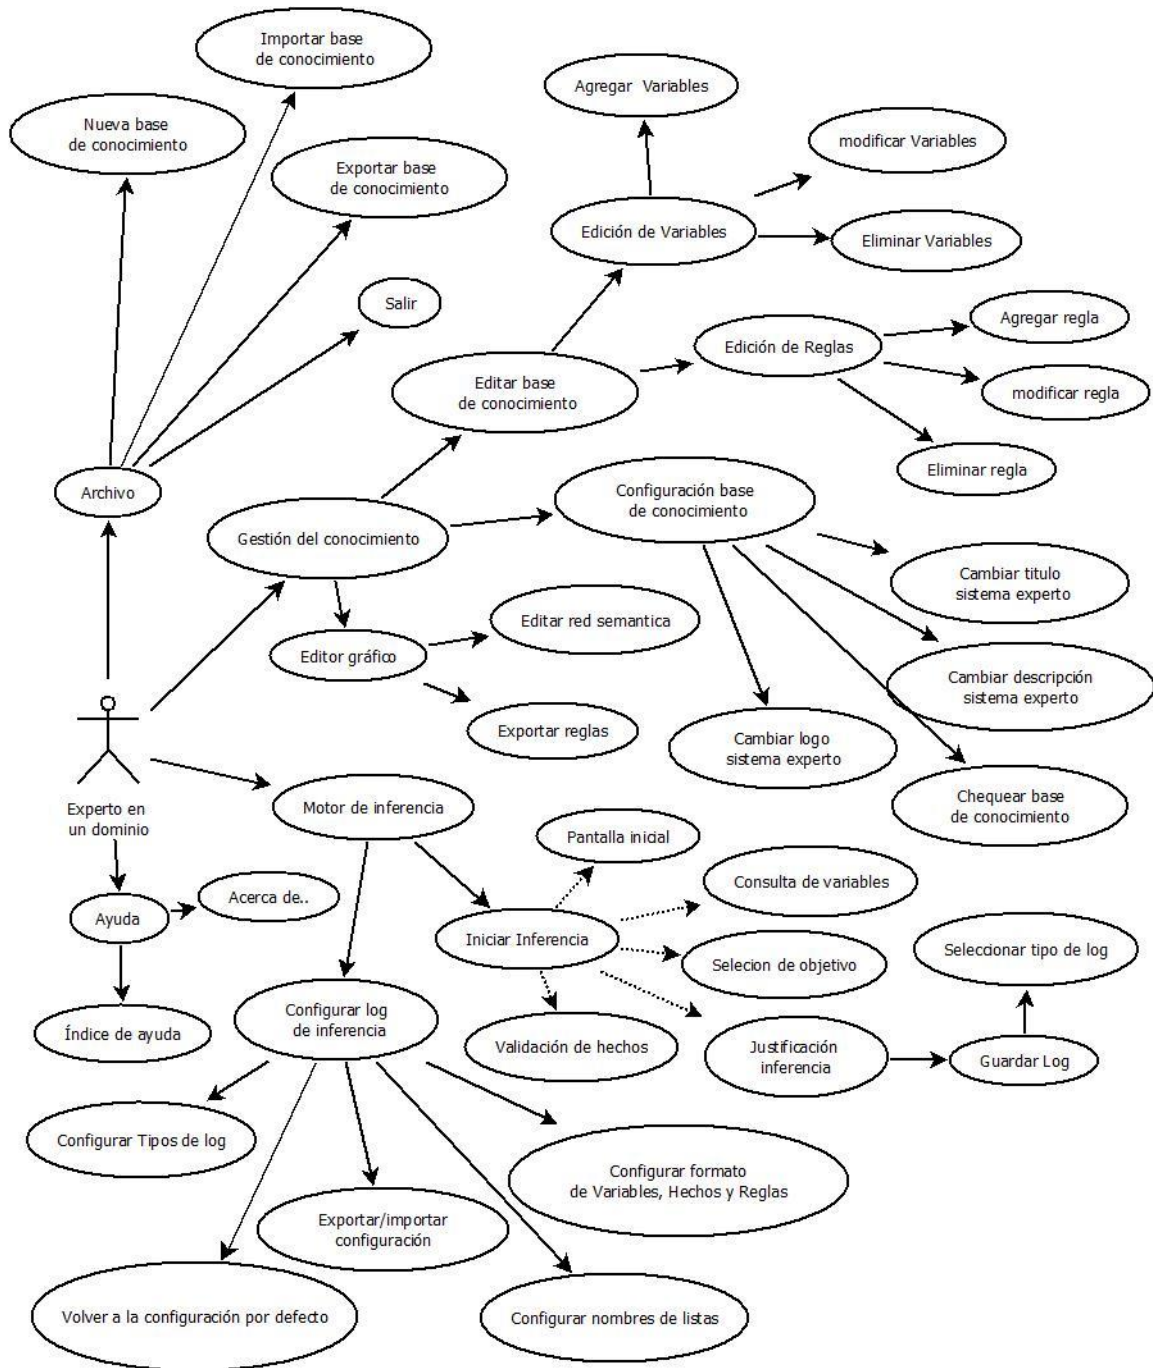 Importar base
de conocimiento
Agregar  Variables
Nueva base
de conocimiento
modificar Variables
Exportar base
de conocimiento
Edición de Variables
Eliminar Variables
Salir
Agregar regla
Edición de Reglas
Editar base
de conocimiento
modificar regla
Eliminar regla
Archivo
Configuración base
de conocimiento
Gestión del conocimiento
Cambiar titulo
sistema experto
Editar red semantica
Editor gráfico
Cambiar descripción
sistema experto
Exportar reglas
Cambiar logo
sistema experto
Chequear base
de conocimiento
Experto en
un dominio
Motor de inferencia
Pantalla inicial
Consulta de variables
Acerca de..
Ayuda
Iniciar Inferencia
Seleccionar tipo de log
Selecion de objetivo
Configurar log
de inferencia
Índice de ayuda
Validación de hechos
Justificación
inferencia
Guardar Log
Configurar Tipos de log
Configurar formato
de Variables, Hechos y Reglas
Exportar/importar
configuración
Volver a la configuración por defecto
Configurar nombres de listas